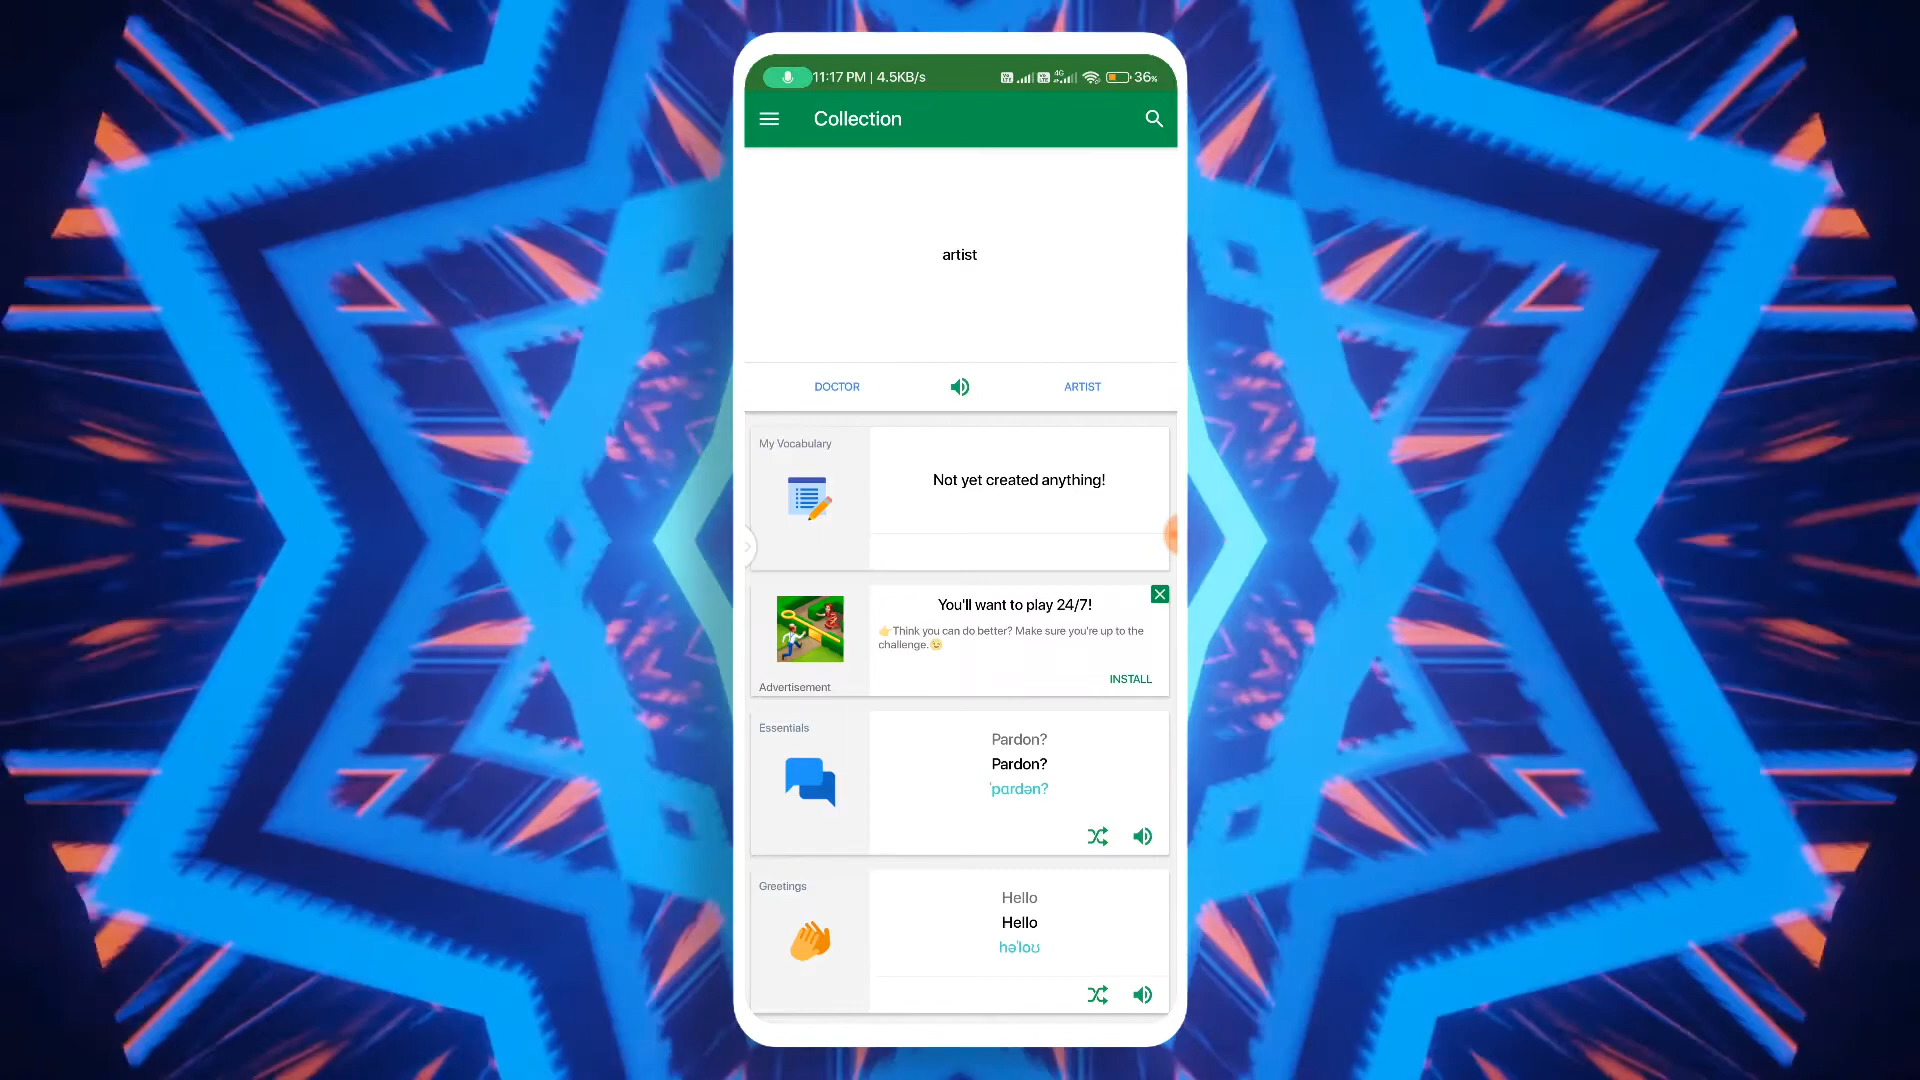 11:17 PM | 4.5KB/s 4G 36%
Collection
artist
DOCTOR ARTIST
My Vocabulary
Not yet created anything!
You'll want to play 24/7!
👉Think you can do better? Make sure you're up to the
challenge.😉
INSTALL
Advertisement
Essentials
Pardon?
Pardon?
ˈpɑrdən?
Greetings
Hello
Hello
həˈloʊ